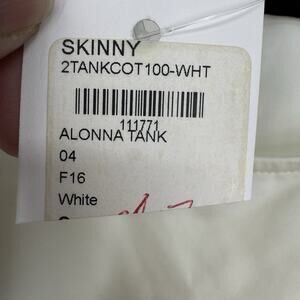 SKINNY
2TANKCOT100-WHT
111771
ALONNA TANK
04
F16
White